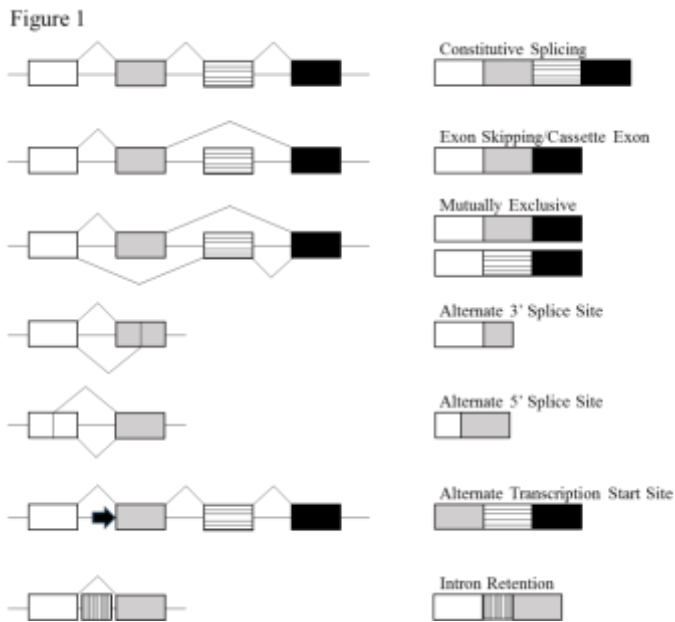 Figure 1
Constitutive Splicing
Exon Skipping/Cassette Exon
Mutually Exclusive
Alternate 3' Splice Site
Alternate 5' Splice Site
Alternate Transcription Start Site
Intron Retention